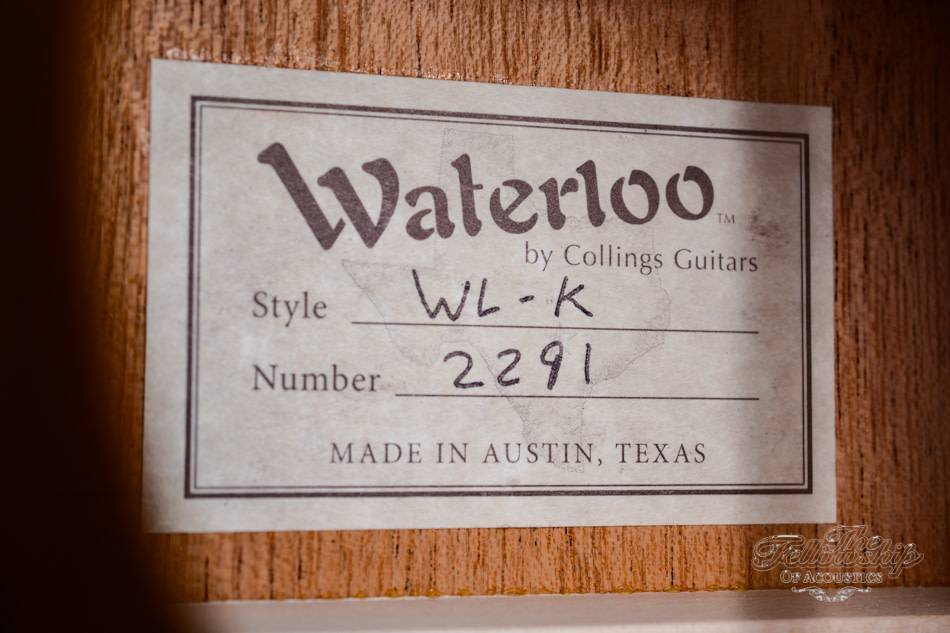 Waterloo™
by Collings Guitars
Style WL-K
Number 2291
MADE IN AUSTIN, TEXAS
The
Fellowship
OF ACOUSTICS